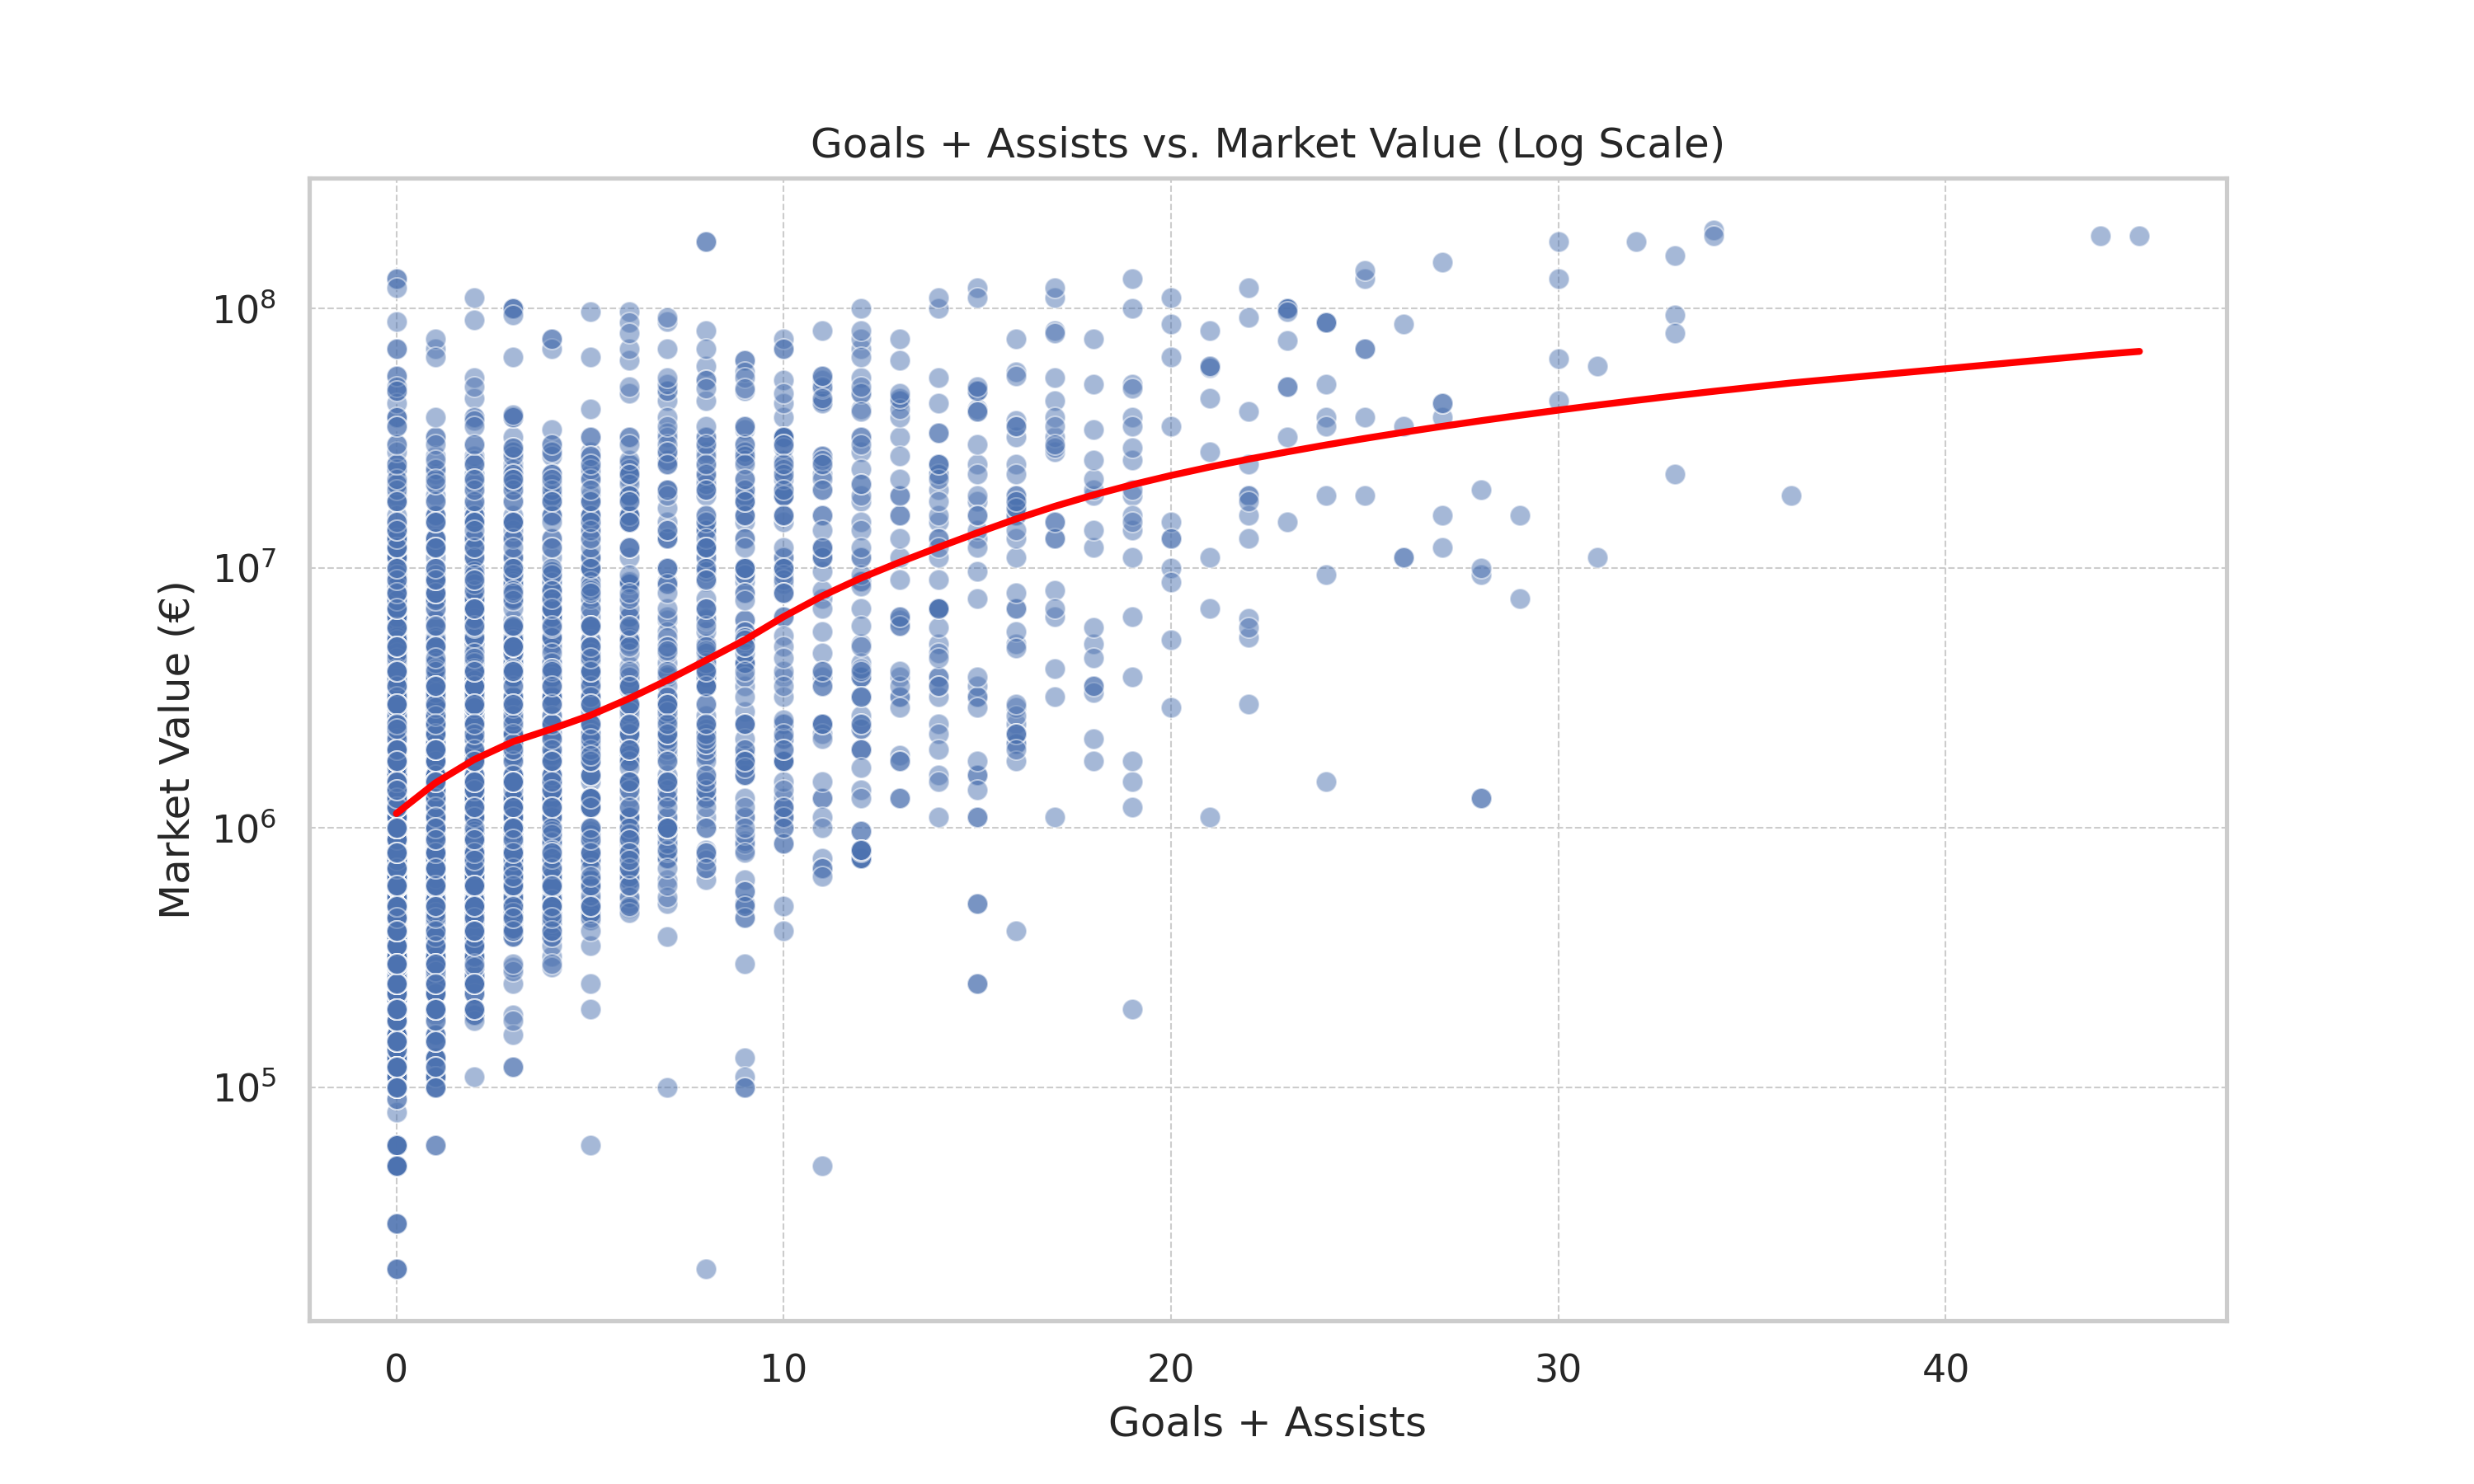 Goals + Assists vs. Market Value (Log Scale)
Market Value (€)
10⁸
10⁷
10⁶
10⁵
0 10 20 30 40
Goals + Assists